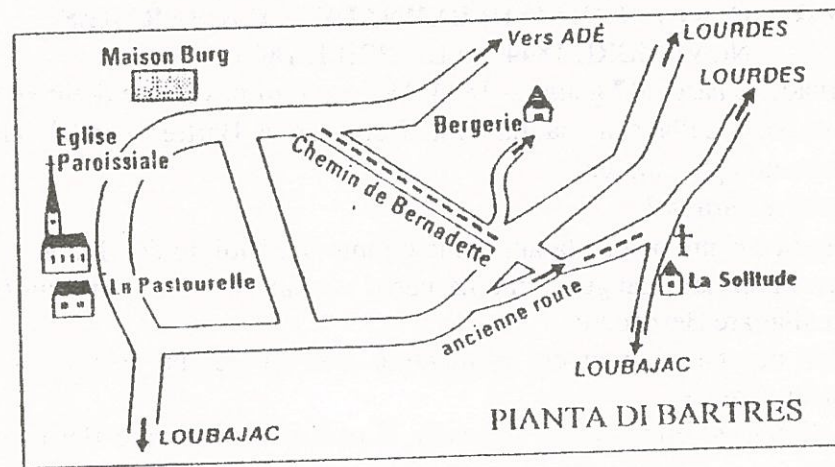 Vers ADÉ
LOURDES
LOURDES
Maison Burg
Bergerie
Eglise
Paroissiale
Chemin de Bernadette
La Pastourelle
ancienne route
La Solitude
LOUBAJAC
LOUBAJAC
PIANTA DI BARTRES